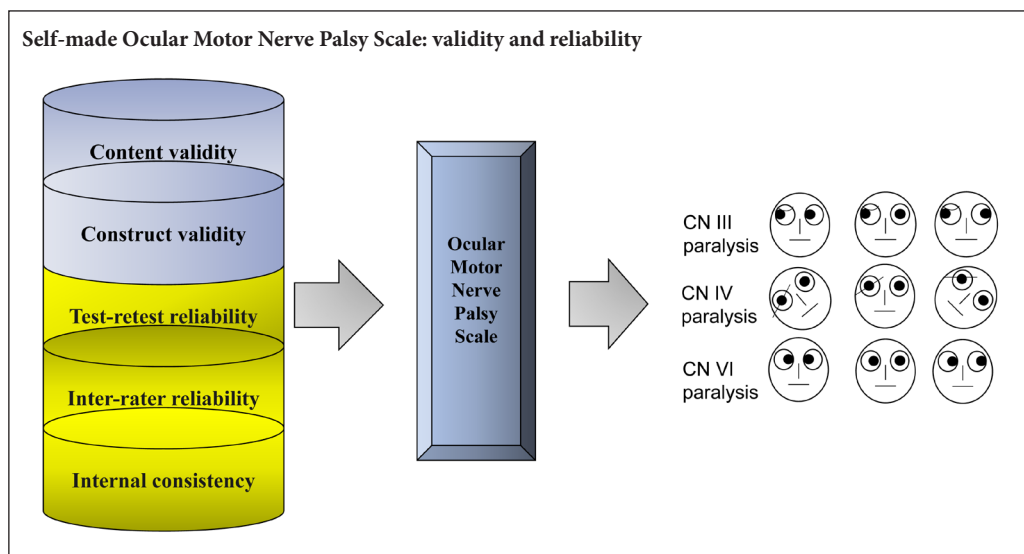 Self-made Ocular Motor Nerve Palsy Scale: validity and reliability
Content validity
Construct validity
Test-retest reliability
Inter-rater reliability
Internal consistency
Ocular
Motor
Nerve
Palsy
Scale
CN III
paralysis
CN IV
paralysis
CN VI
paralysis